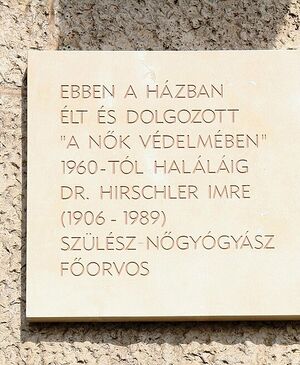 EBBEN A HÁZBAN
ÉLT ÉS DOLGOZOTT
"A NŐK VÉDELMÉBEN"
1960-TÓL HALÁLÁIG
DR. HIRSCHLER IMRE
(1906 - 1989)
SZÜLÉSZ-NŐGYÓGYÁSZ
FŐORVOS